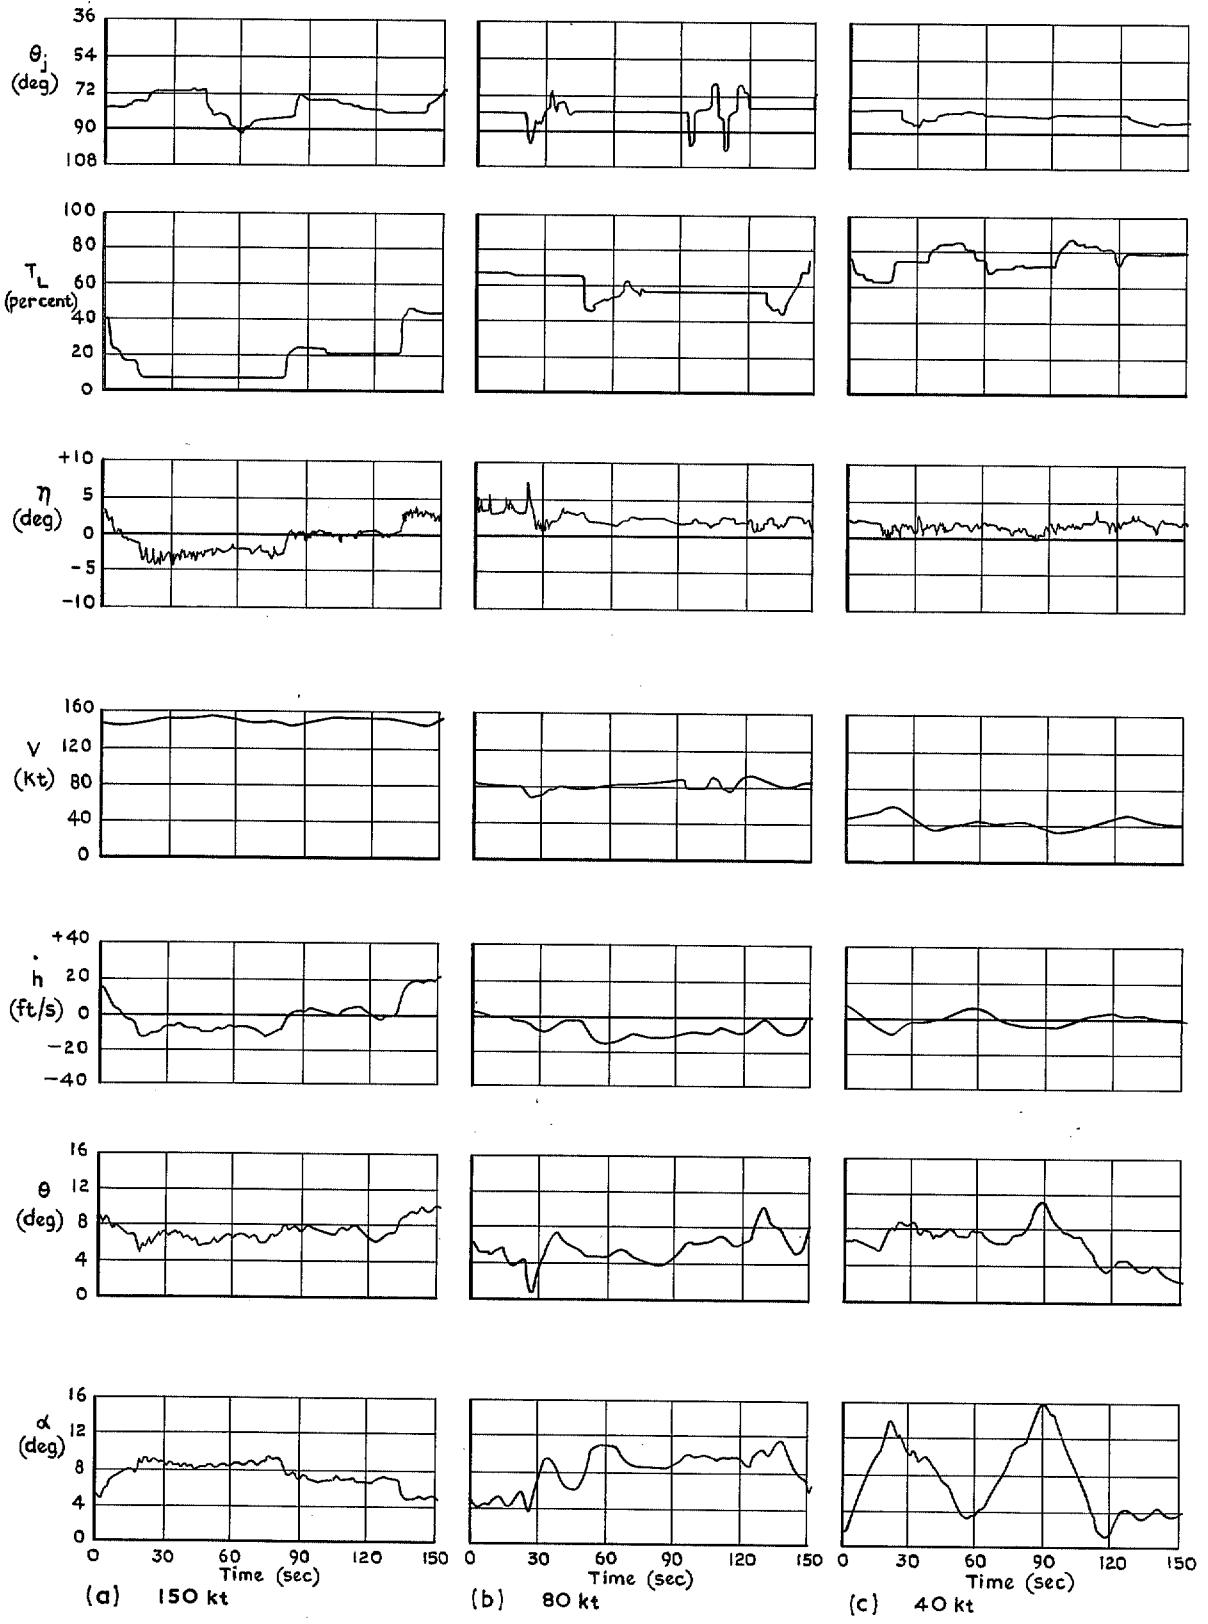 36
θj
(deg)
54
72
90
108
100
80
TL
(percent)
60
40
20
0
+10
η
(deg)
5
0
-5
-10
160
V
(kt)
120
80
40
0
+40
ḣ
(ft/s)
20
0
-20
-40
16
θ
(deg)
12
8
4
0
16
α
(deg)
12
8
4
0
0 30 60 90 120 150
Time (sec)
(a) 150 kt
0 30 60 90 120 150
Time (sec)
(b) 80 kt
0 30 60 90 120 150
Time (sec)
(c) 40 kt